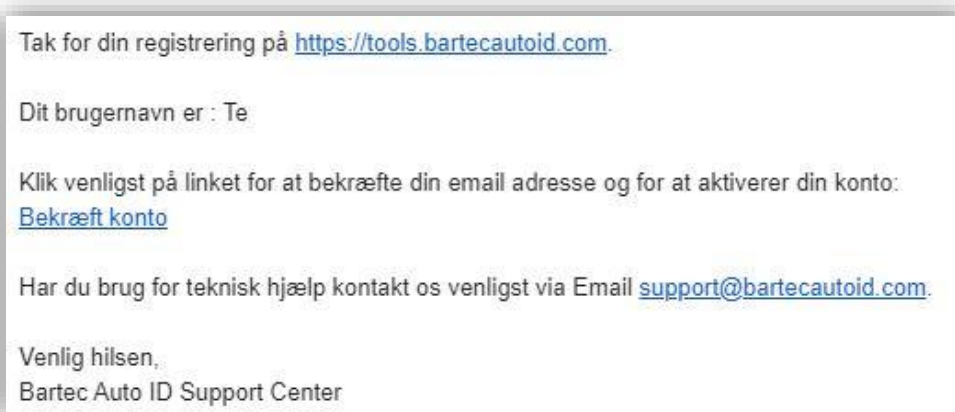 Tak for din registrering på https://tools.bartecautoid.com.
Dit brugernavn er : Te
Klik venligst på linket for at bekræfte din email adresse og for at aktiverer din konto:
Bekræft konto
Har du brug for teknisk hjælp kontakt os venligst via Email support@bartecautoid.com.
Venlig hilsen,
Bartec Auto ID Support Center